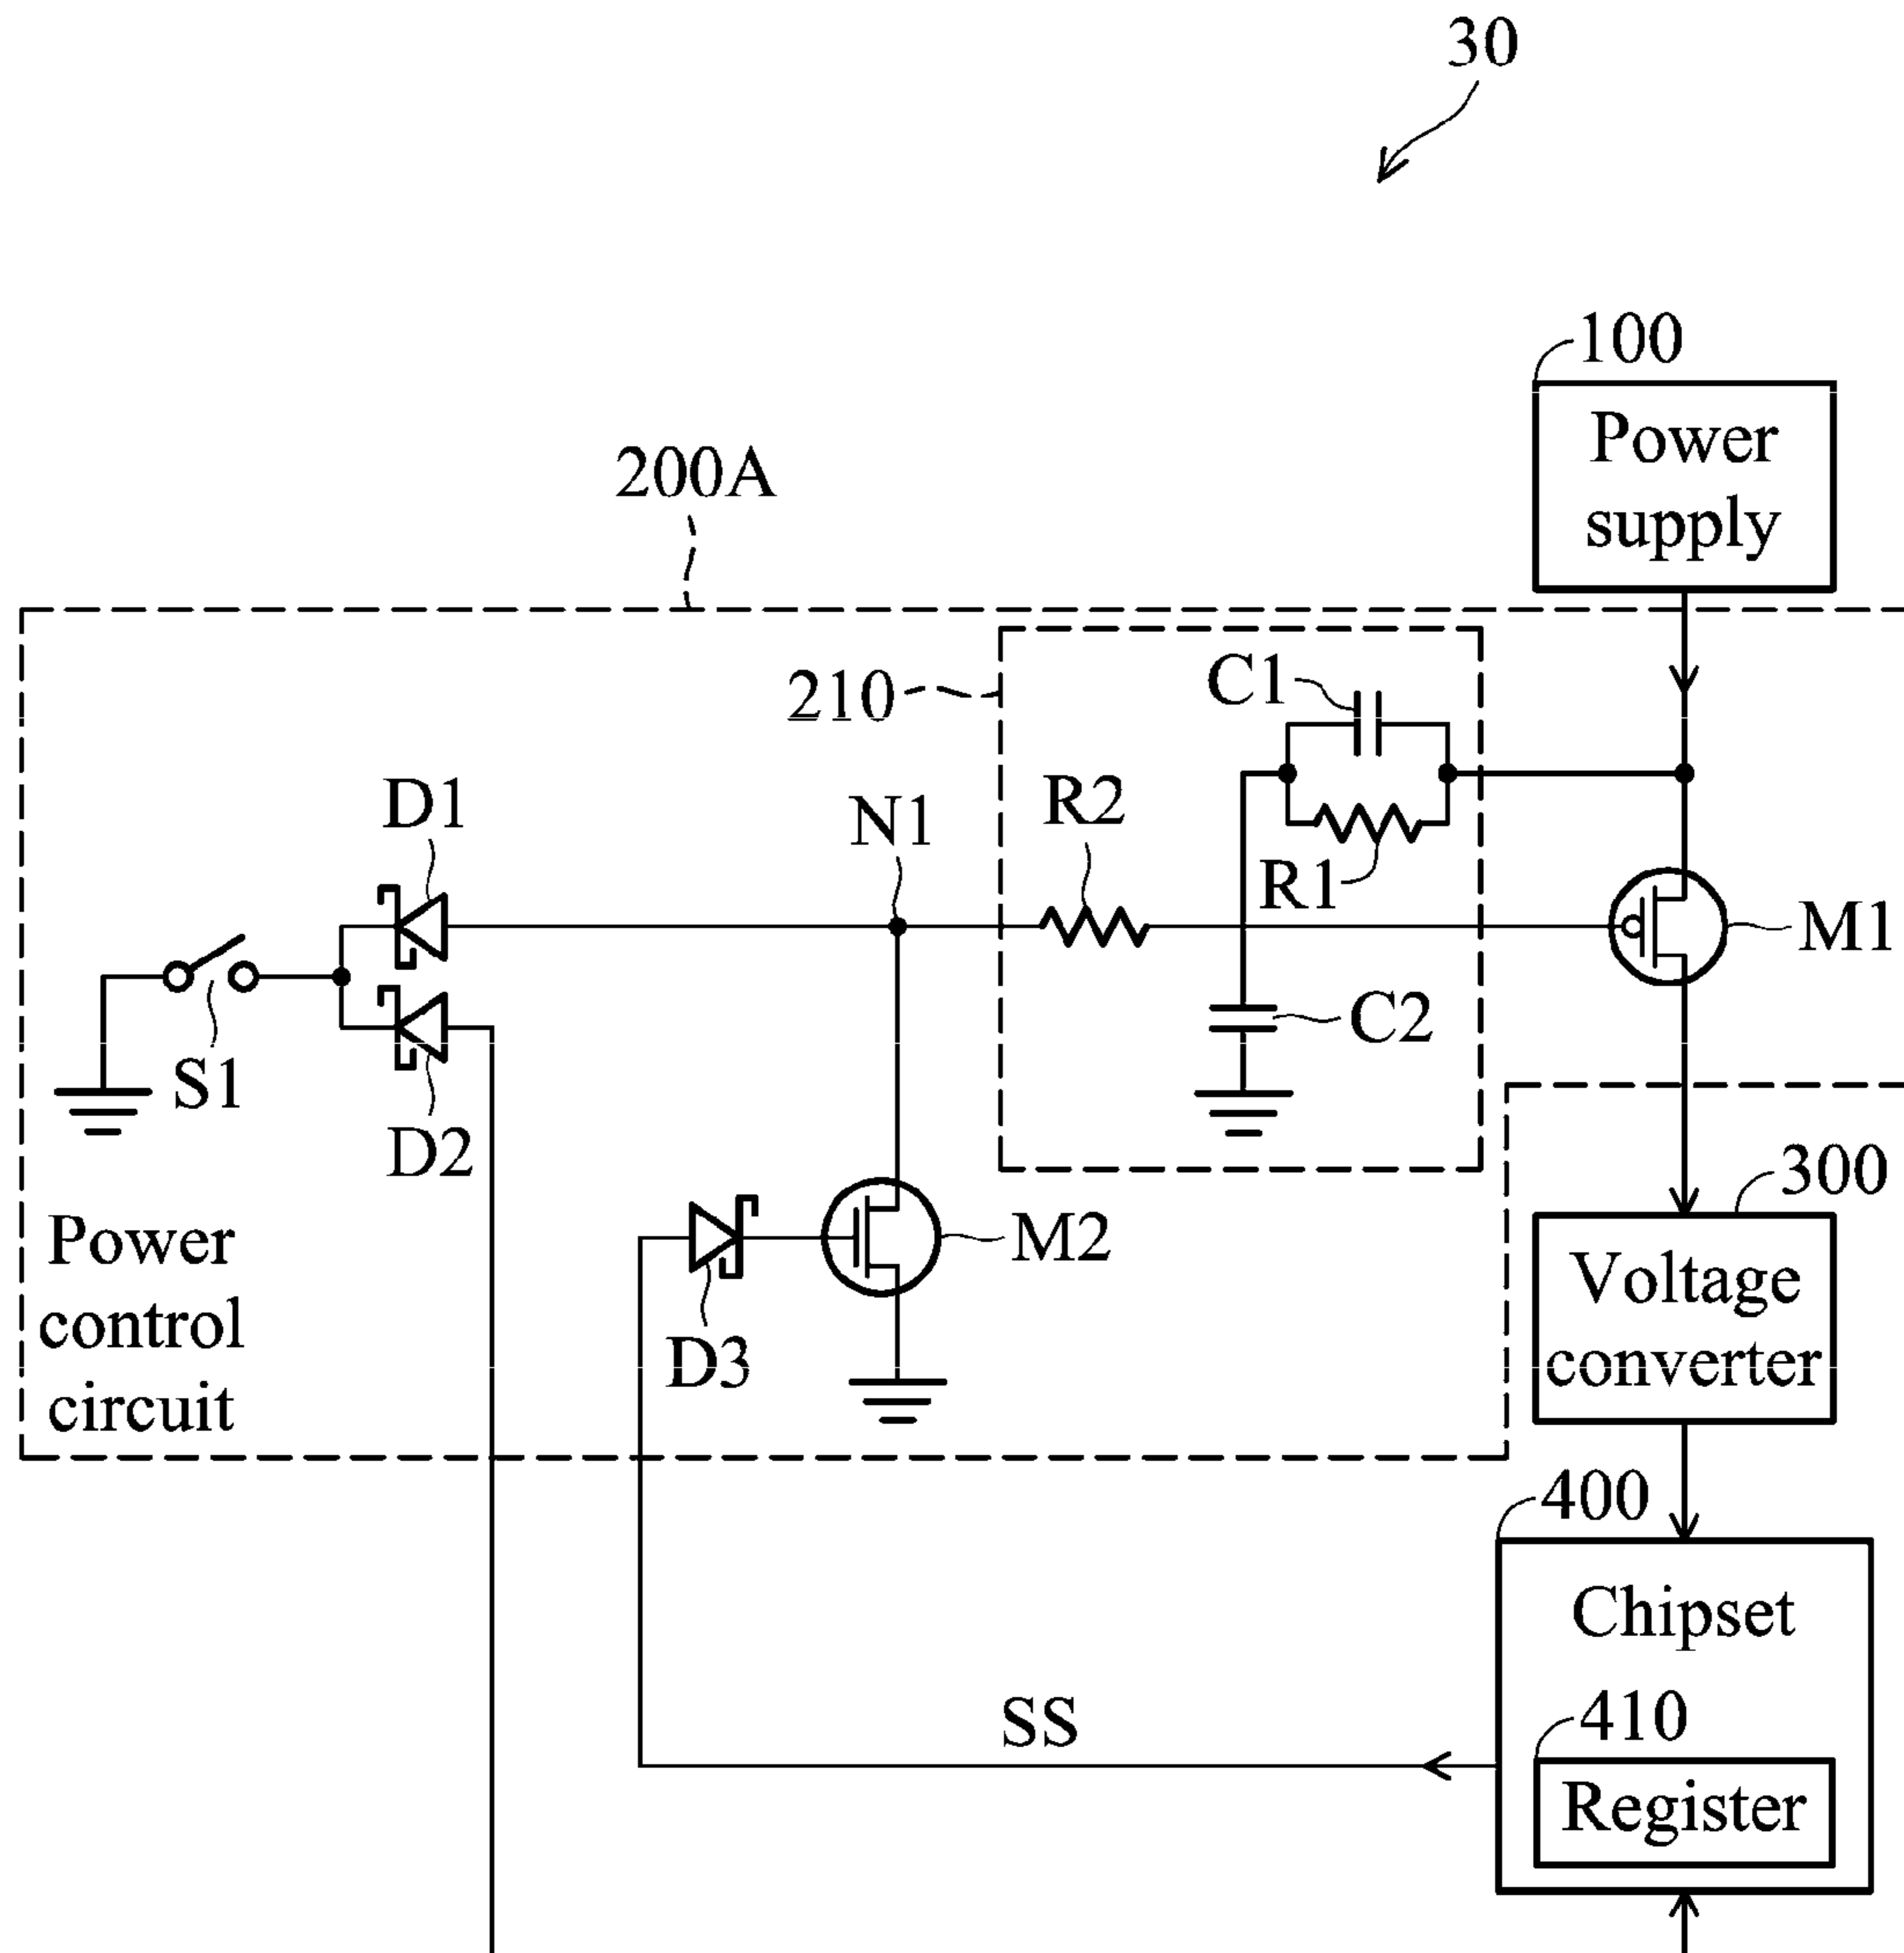 30
100
Power
supply
200A
210
C1
D1
N1
R2
R1
M1
C2
S1
D2
300
Power
control
circuit
M2
D3
Voltage
converter
400
Chipset
SS
410
Register